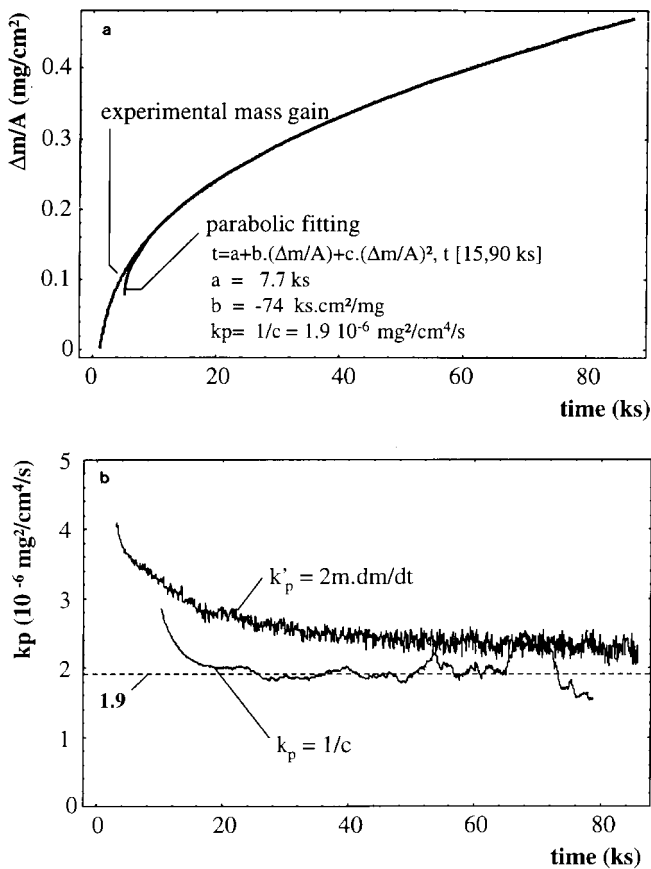 a
Δm/A (mg/cm²)
0.4
0.3
0.2
0.1
0
experimental mass gain
parabolic fitting
t=a+b.(Δm/A)+c.(Δm/A)², t [15,90 ks]
a = 7.7 ks
b = -74 ks.cm²/mg
kp= 1/c = 1.9 10⁻⁶ mg²/cm⁴/s
0 20 40 60 80
time (ks)
b
kp (10⁻⁶ mg²/cm⁴/s)
5
4
3
2
1
0
k'ₚ = 2m.dm/dt
1.9
kₚ = 1/c
0 20 40 60 80
time (ks)